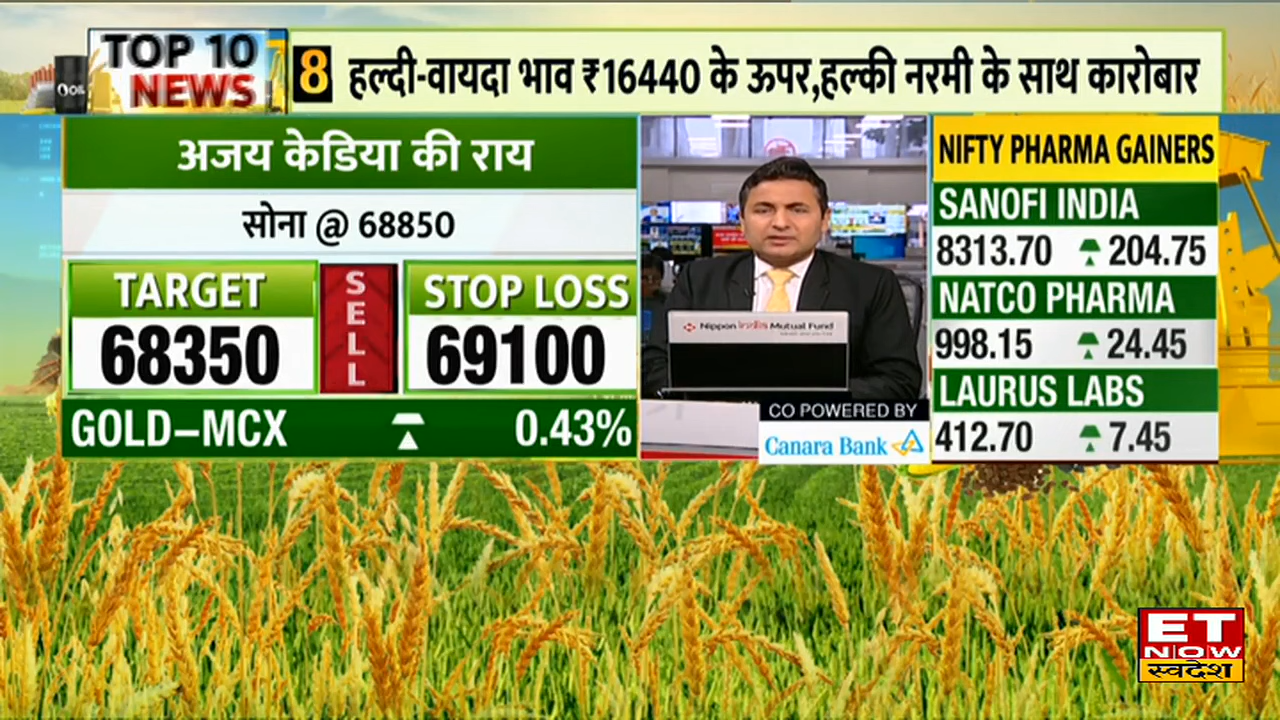 TOP 10
NEWS
8
हल्दी-वायदा भाव ₹16440 के ऊपर,हल्की नरमी के साथ कारोबार
OIL
अजय केडिया की राय
सोना @ 68850
TARGET
68350
SELL
STOP LOSS
69100
GOLD-MCX
0.43%
Nippon india Mutual Fund
CO POWERED BY
Canara Bank
NIFTY PHARMA GAINERS
SANOFI INDIA
8313.70 204.75
NATCO PHARMA
998.15 24.45
LAURUS LABS
412.70 7.45
ET
NOW
स्वदेश